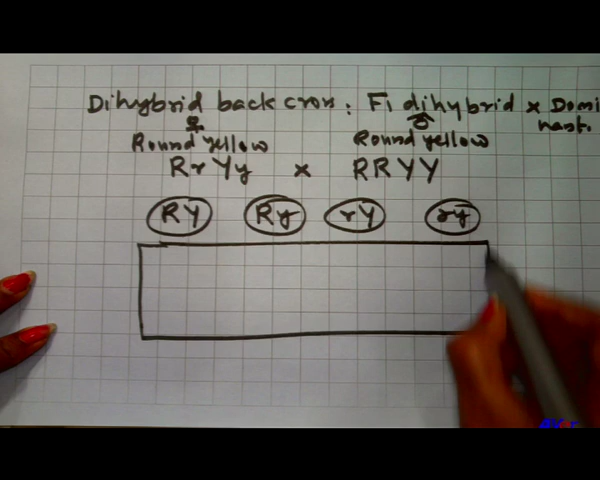 Dihybrid back cross: F1 dihybrid x Domi
nant.
Round yellow Round yellow
RrYy x RRYY
RY Ry rY ry